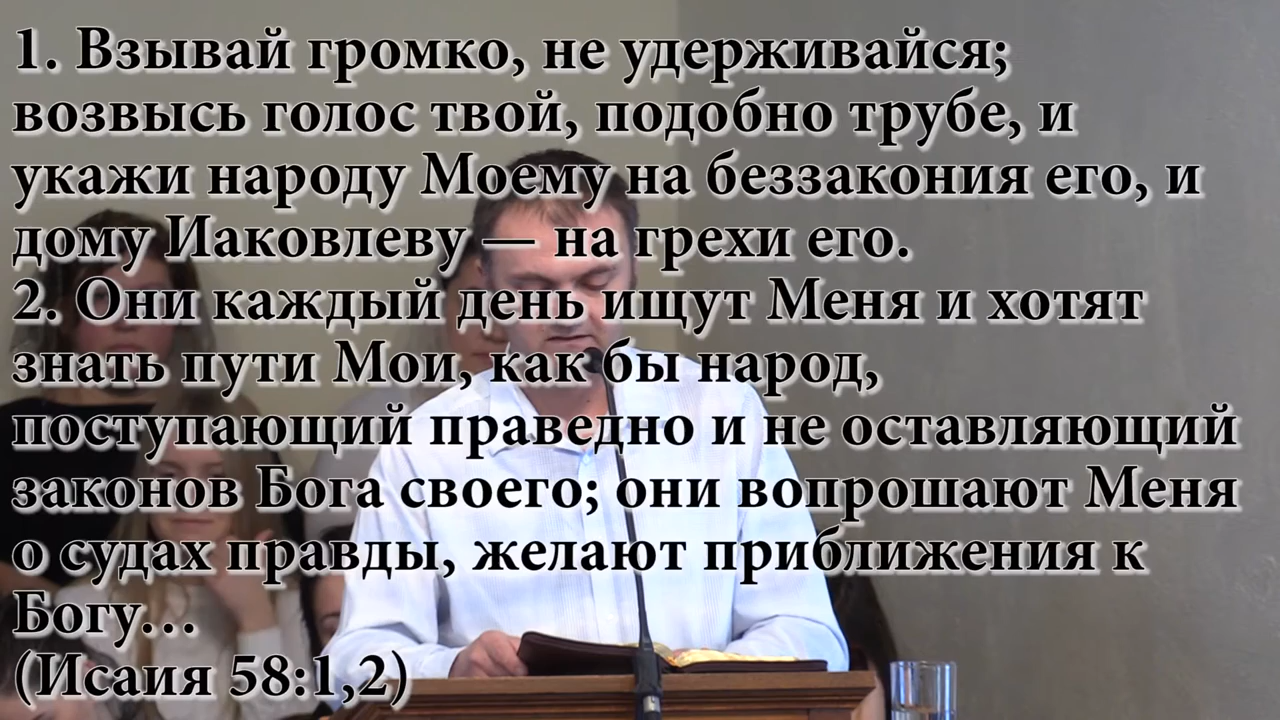 1. Взывай громко, не удерживайся;
возвысь голос твой, подобно трубе, и
укажи народу Моему на беззакония его, и
дому Иаковлеву — на грехи его.
2. Они каждый день ищут Меня и хотят
знать пути Мои, как бы народ,
поступающий праведно и не оставляющий
законов Бога своего; они вопрошают Меня
о судах правды, желают приближения к
Богу...
(Исаия 58:1,2)